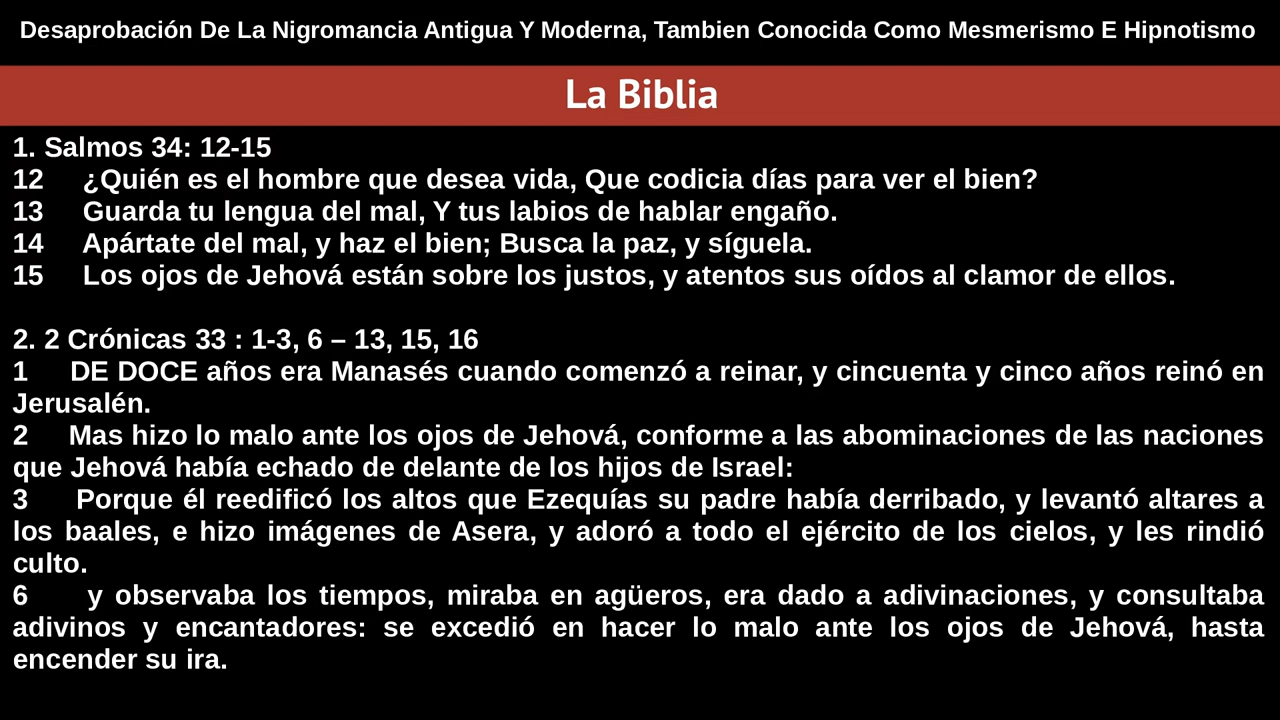 Desaprobación De La Nigromancia Antigua Y Moderna, Tambien Conocida Como Mesmerismo E Hipnotismo
La Biblia
1. Salmos 34: 12-15
12 ¿Quién es el hombre que desea vida, Que codicia días para ver el bien?
13 Guarda tu lengua del mal, Y tus labios de hablar engaño.
14 Apártate del mal, y haz el bien; Busca la paz, y síguela.
15 Los ojos de Jehová están sobre los justos, y atentos sus oídos al clamor de ellos.
2. 2 Crónicas 33 : 1-3, 6 – 13, 15, 16
1 DE DOCE años era Manasés cuando comenzó a reinar, y cincuenta y cinco años reinó en
Jerusalén.
2 Mas hizo lo malo ante los ojos de Jehová, conforme a las abominaciones de las naciones
que Jehová había echado de delante de los hijos de Israel:
3 Porque él reedificó los altos que Ezequías su padre había derribado, y levantó altares a
los baales, e hizo imágenes de Asera, y adoró a todo el ejército de los cielos, y les rindió
culto.
6 y observaba los tiempos, miraba en agüeros, era dado a adivinaciones, y consultaba
adivinos y encantadores: se excedió en hacer lo malo ante los ojos de Jehová, hasta
encender su ira.